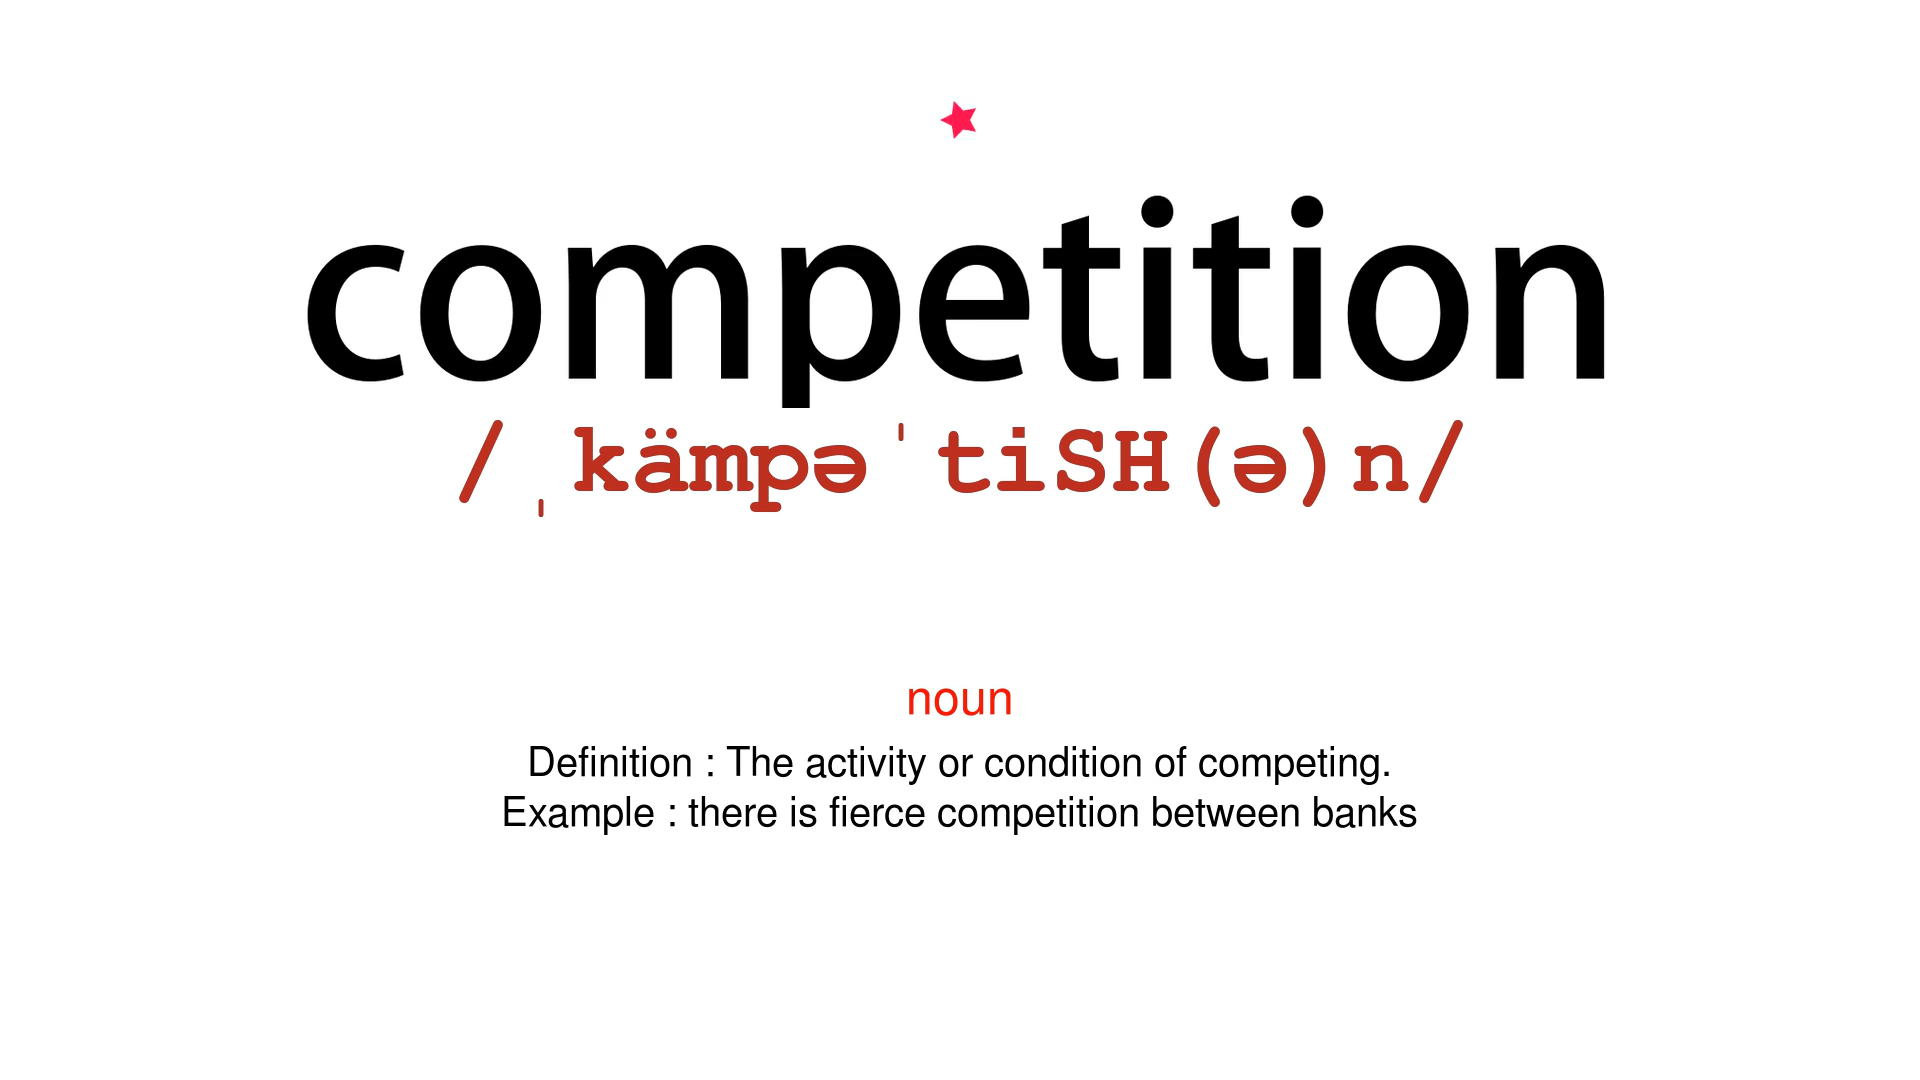 competition
/ˌkämpəˈtiSH(ə)n/
noun
Definition : The activity or condition of competing.
Example : there is fierce competition between banks